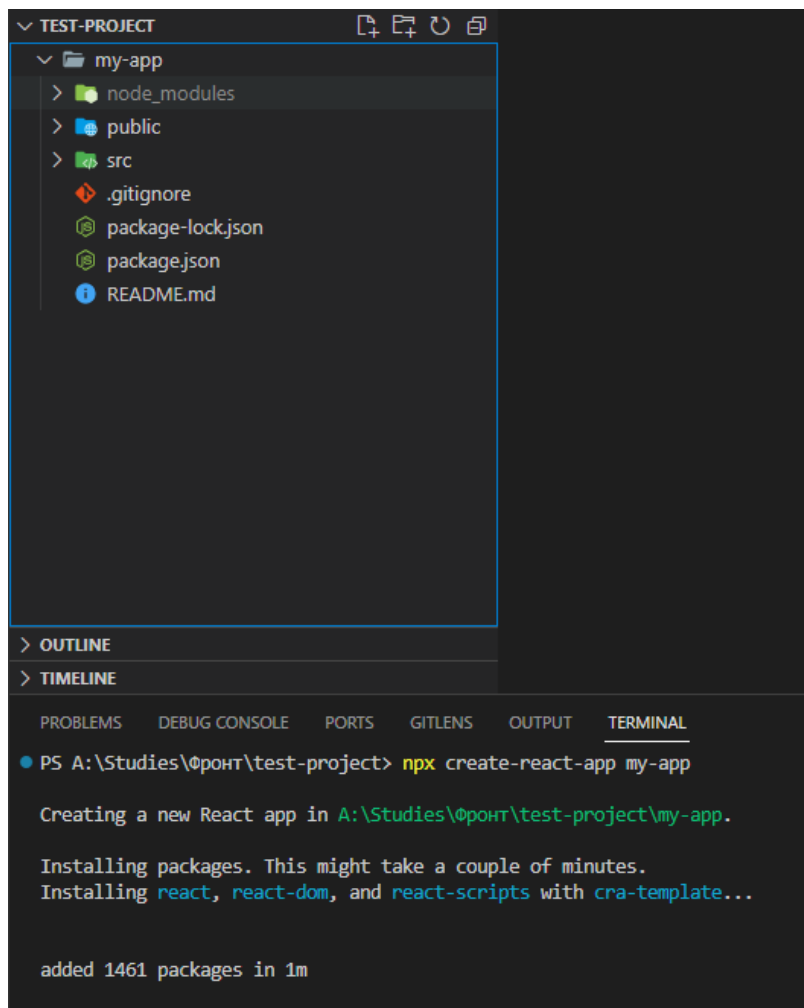 TEST-PROJECT
my-app
node_modules
public
src
.gitignore
package-lock.json
package.json
README.md
OUTLINE
TIMELINE
PROBLEMS DEBUG CONSOLE PORTS GITLENS OUTPUT TERMINAL
PS A:\Studies\Фронт\test-project> npx create-react-app my-app
Creating a new React app in A:\Studies\Фронт\test-project\my-app.
Installing packages. This might take a couple of minutes.
Installing react, react-dom, and react-scripts with cra-template...
added 1461 packages in 1m